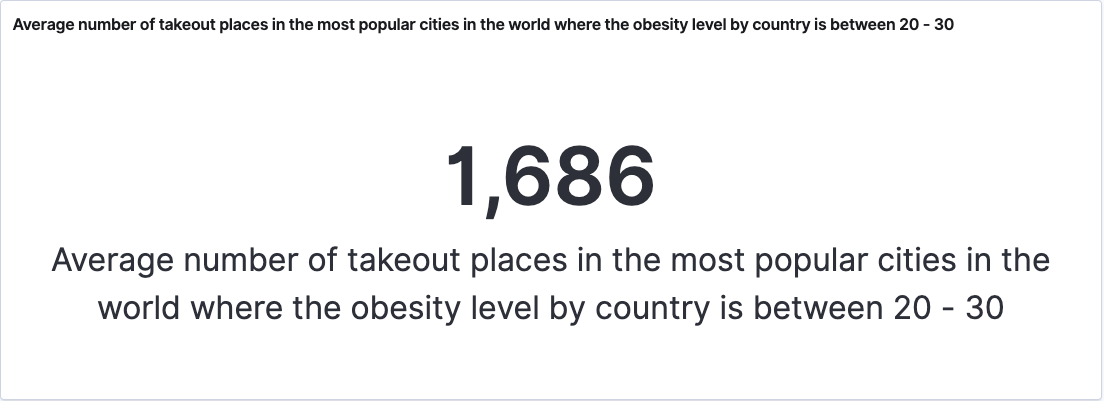 Average number of takeout places in the most popular cities in the world where the obesity level by country is between 20 - 30
1,686
Average number of takeout places in the most popular cities in the
world where the obesity level by country is between 20 - 30